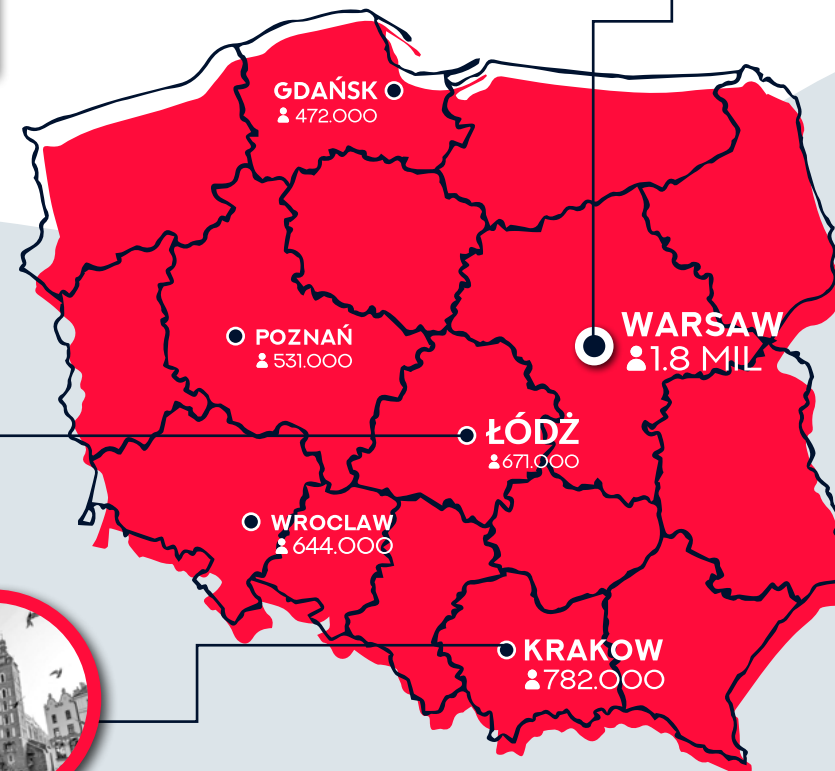 GDAŃSK
472.000
WARSAW
1.8 MIL
POZNAŃ
531.000
ŁÓDŻ
671.000
WROCLAW
644.000
KRAKOW
782.000